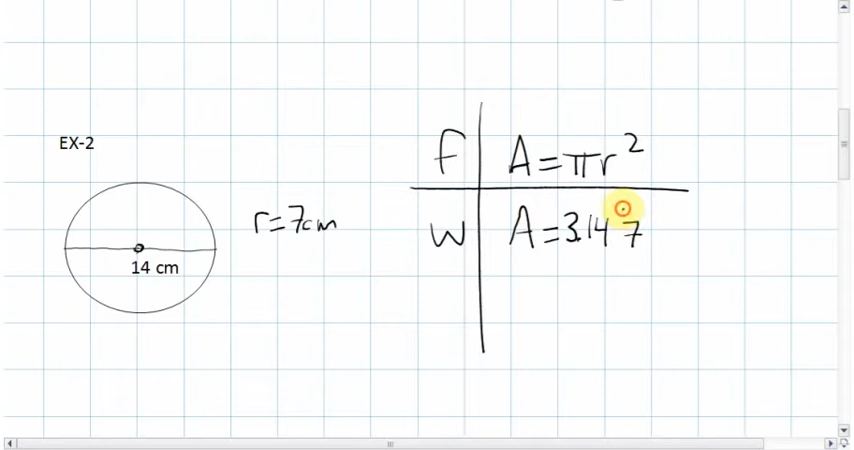 EX-2
14 cm
r=7cm
F A=πr²
W A=3.14 7